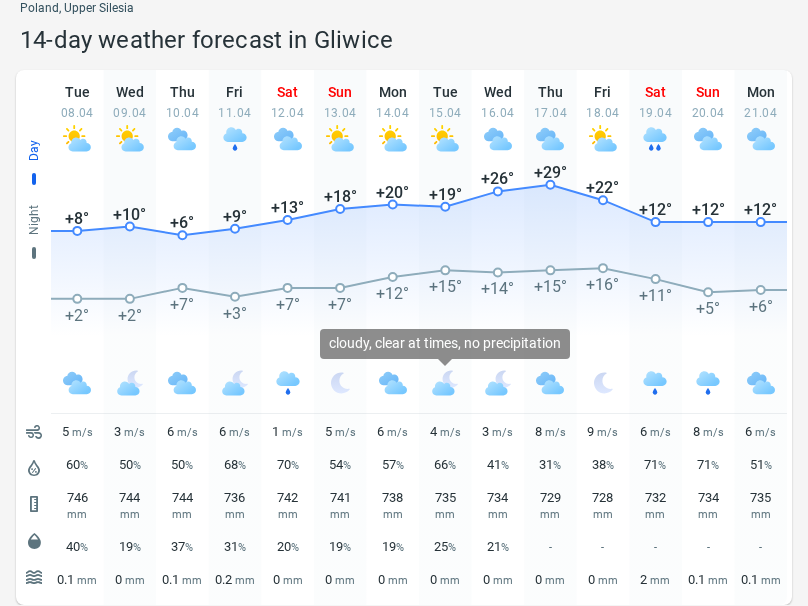 Poland, Upper Silesia
14-day weather forecast in Gliwice
Tue Wed Thu Fri Sat Sun Mon Tue Wed Thu Fri Sat Sun Mon
08.04 09.04 10.04 11.04 12.04 13.04 14.04 15.04 16.04 17.04 18.04 19.04 20.04 21.04
Day
+8° +10° +6° +9° +13° +18° +20° +19° +26° +29° +22° +12° +12° +12°
Night
+2° +2° +7° +3° +7° +7° +12° +15° +14° +15° +16° +11° +5° +6°
cloudy, clear at times, no precipitation
5 m/s 3 m/s 6 m/s 6 m/s 1 m/s 5 m/s 6 m/s 4 m/s 3 m/s 8 m/s 9 m/s 6 m/s 8 m/s 6 m/s
60% 50% 50% 68% 70% 54% 57% 66% 41% 31% 38% 71% 71% 51%
746 744 744 736 742 741 738 735 734 729 728 732 734 735
mm mm mm mm mm mm mm mm mm mm mm mm mm mm
40% 19% 37% 31% 20% 19% 19% 25% 21% - - - - -
0.1 mm 0 mm 0.1 mm 0.2 mm 0 mm 0 mm 0 mm 0 mm 0 mm 0 mm 0 mm 2 mm 0.1 mm 0.1 mm